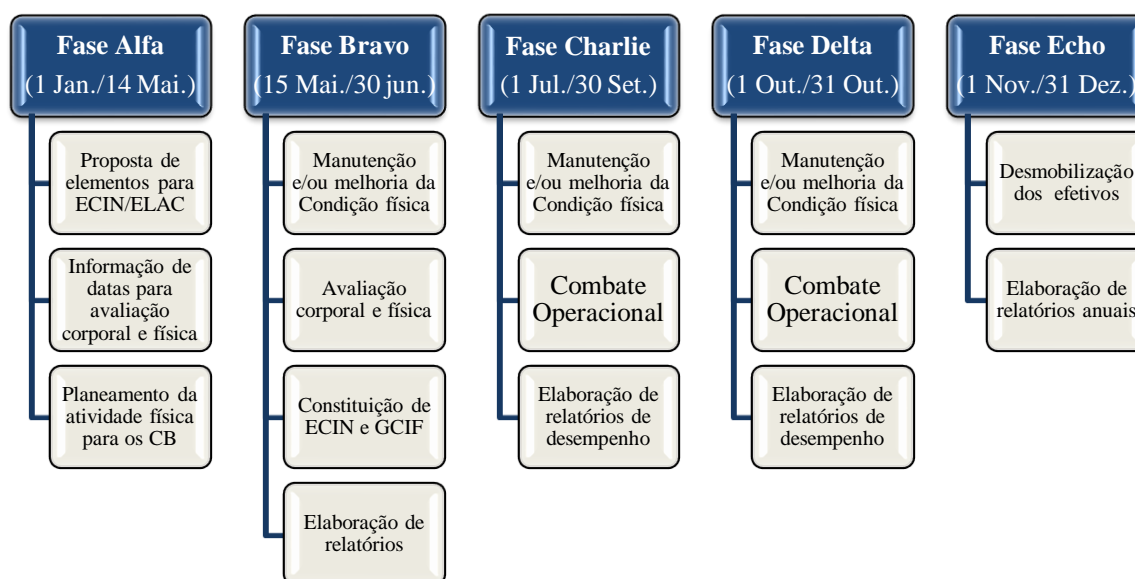 Fase Alfa
(1 Jan./14 Mai.)
Proposta de
elementos para
ECIN/ELAC
Informação de
datas para
avaliação
corporal e física
Planeamento da
atividade física
para os CB
Fase Bravo
(15 Mai./30 jun.)
Manutenção
e/ou melhoria da
Condição física
Avaliação
corporal e física
Constituição de
ECIN e GCIF
Elaboração de
relatórios
Fase Charlie
(1 Jul./30 Set.)
Manutenção
e/ou melhoria da
Condição física
Combate
Operacional
Elaboração de
relatórios de
desempenho
Fase Delta
(1 Out./31 Out.)
Manutenção
e/ou melhoria da
Condição física
Combate
Operacional
Elaboração de
relatórios de
desempenho
Fase Echo
(1 Nov./31 Dez.)
Desmobilização
dos efetivos
Elaboração de
relatórios anuais